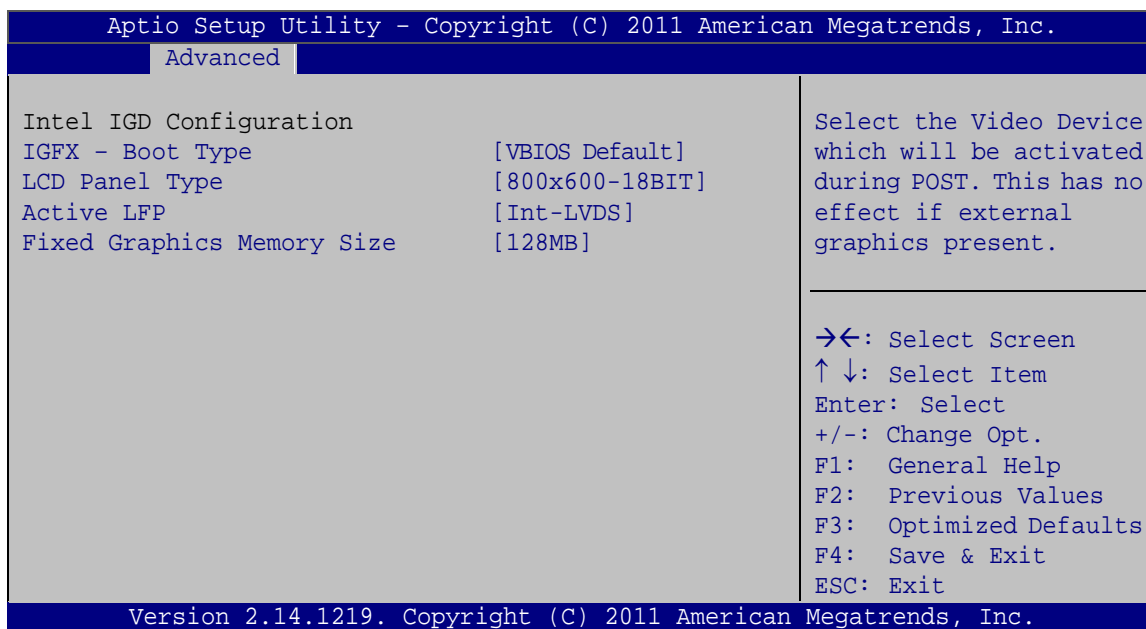 Aptio Setup Utility – Copyright (C) 2011 American Megatrends, Inc.
Advanced
Intel IGD Configuration
IGFX – Boot Type [VBIOS Default]
LCD Panel Type [800x600-18BIT]
Active LFP [Int-LVDS]
Fixed Graphics Memory Size [128MB]
Select the Video Device
which will be activated
during POST. This has no
effect if external
graphics present.
→←: Select Screen
↑ ↓: Select Item
Enter: Select
+/-: Change Opt.
F1: General Help
F2: Previous Values
F3: Optimized Defaults
F4: Save & Exit
ESC: Exit
Version 2.14.1219. Copyright (C) 2011 American Megatrends, Inc.